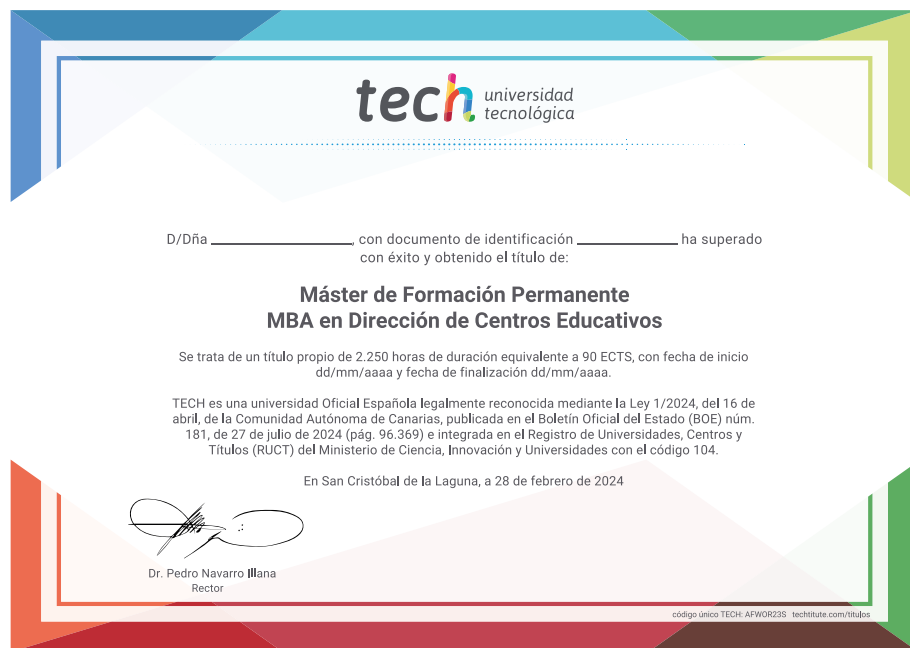 tech universidad
tecnológica
D/Dña ________________, con documento de identificación ____________ ha superado
con éxito y obtenido el título de:
Máster de Formación Permanente
MBA en Dirección de Centros Educativos
Se trata de un título propio de 2.250 horas de duración equivalente a 90 ECTS, con fecha de inicio
dd/mm/aaaa y fecha de finalización dd/mm/aaaa.
TECH es una universidad Oficial Española legalmente reconocida mediante la Ley 1/2024, del 16 de
abril, de la Comunidad Autónoma de Canarias, publicada en el Boletín Oficial del Estado (BOE) núm.
181, de 27 de julio de 2024 (pág. 96.369) e integrada en el Registro de Universidades, Centros y
Títulos (RUCT) del Ministerio de Ciencia, Innovación y Universidades con el código 104.
En San Cristóbal de la Laguna, a 28 de febrero de 2024
Dr. Pedro Navarro Illana
Rector
código único TECH: AFWOR23S techtitute.com/titulos